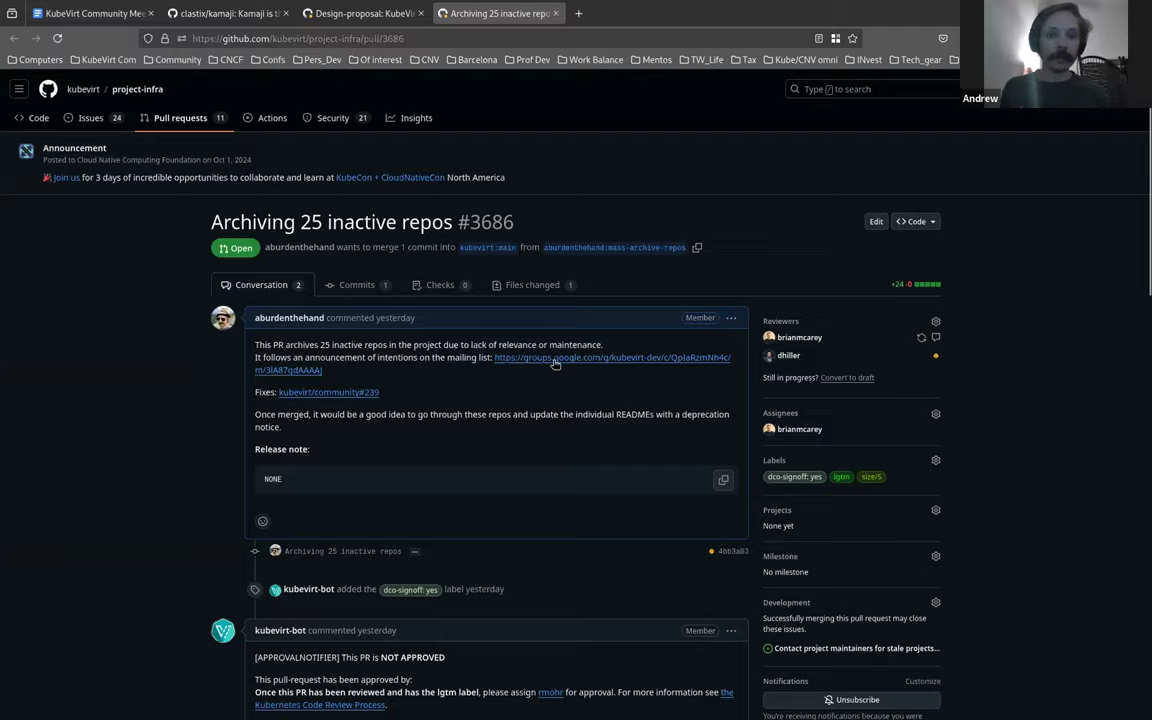 KubeVirt Community Mee
clastix/kamaji: Kamaji is t
Design-proposal: KubeVir
Archiving 25 inactive repo
https://github.com/kubevirt/project-infra/pull/3686
Computers
KubeVirt Com
Community
CNCF
Confs
Pers_Dev
Of interest
CNV
Barcelona
Prof Dev
Work Balance
Mentos
TW_Life
Tax
Kube/CNV omni
INvest
Tech_gear
Andrew
kubevirt / project-infra
Type / to search
Code
Issues 24
Pull requests 11
Actions
Security 21
Insights
Announcement
Posted to Cloud Native Computing Foundation on Oct 1, 2024
🎉 Join us for 3 days of incredible opportunities to collaborate and learn at KubeCon + CloudNativeCon North America
Archiving 25 inactive repos #3686
Edit
<> Code
Open
aburdenthehand wants to merge 1 commit into kubevirt:main from aburdenthehand:mass-archive-repos
Conversation 2
Commits 1
Checks 0
Files changed 1
+24 -0
aburdenthehand commented yesterday
Member
This PR archives 25 inactive repos in the project due to lack of relevance or maintenance.
It follows an announcement of intentions on the mailing list: https://groups.google.com/g/kubevirt-dev/c/QpIaRzmNh4c/
m/3lA87qdAAAAJ
Fixes: kubevirt/community#239
Once merged, it would be a good idea to go through these repos and update the individual READMEs with a deprecation
notice.
Release note:
NONE
Archiving 25 inactive repos
4bb3a03
kubevirt-bot added the dco-signoff: yes label yesterday
kubevirt-bot commented yesterday
Member
[APPROVALNOTIFIER] This PR is NOT APPROVED
This pull-request has been approved by:
Once this PR has been reviewed and has the lgtm label, please assign rmohr for approval. For more information see the
Kubernetes Code Review Process.
Reviewers
brianmcarey
dhiller
Still in progress? Convert to draft
Assignees
brianmcarey
Labels
dco-signoff: yes
lgtm
size/S
Projects
None yet
Milestone
No milestone
Development
Successfully merging this pull request may close
these issues.
Contact project maintainers for stale projects...
Notifications
Customize
Unsubscribe
You're receiving notifications because you were